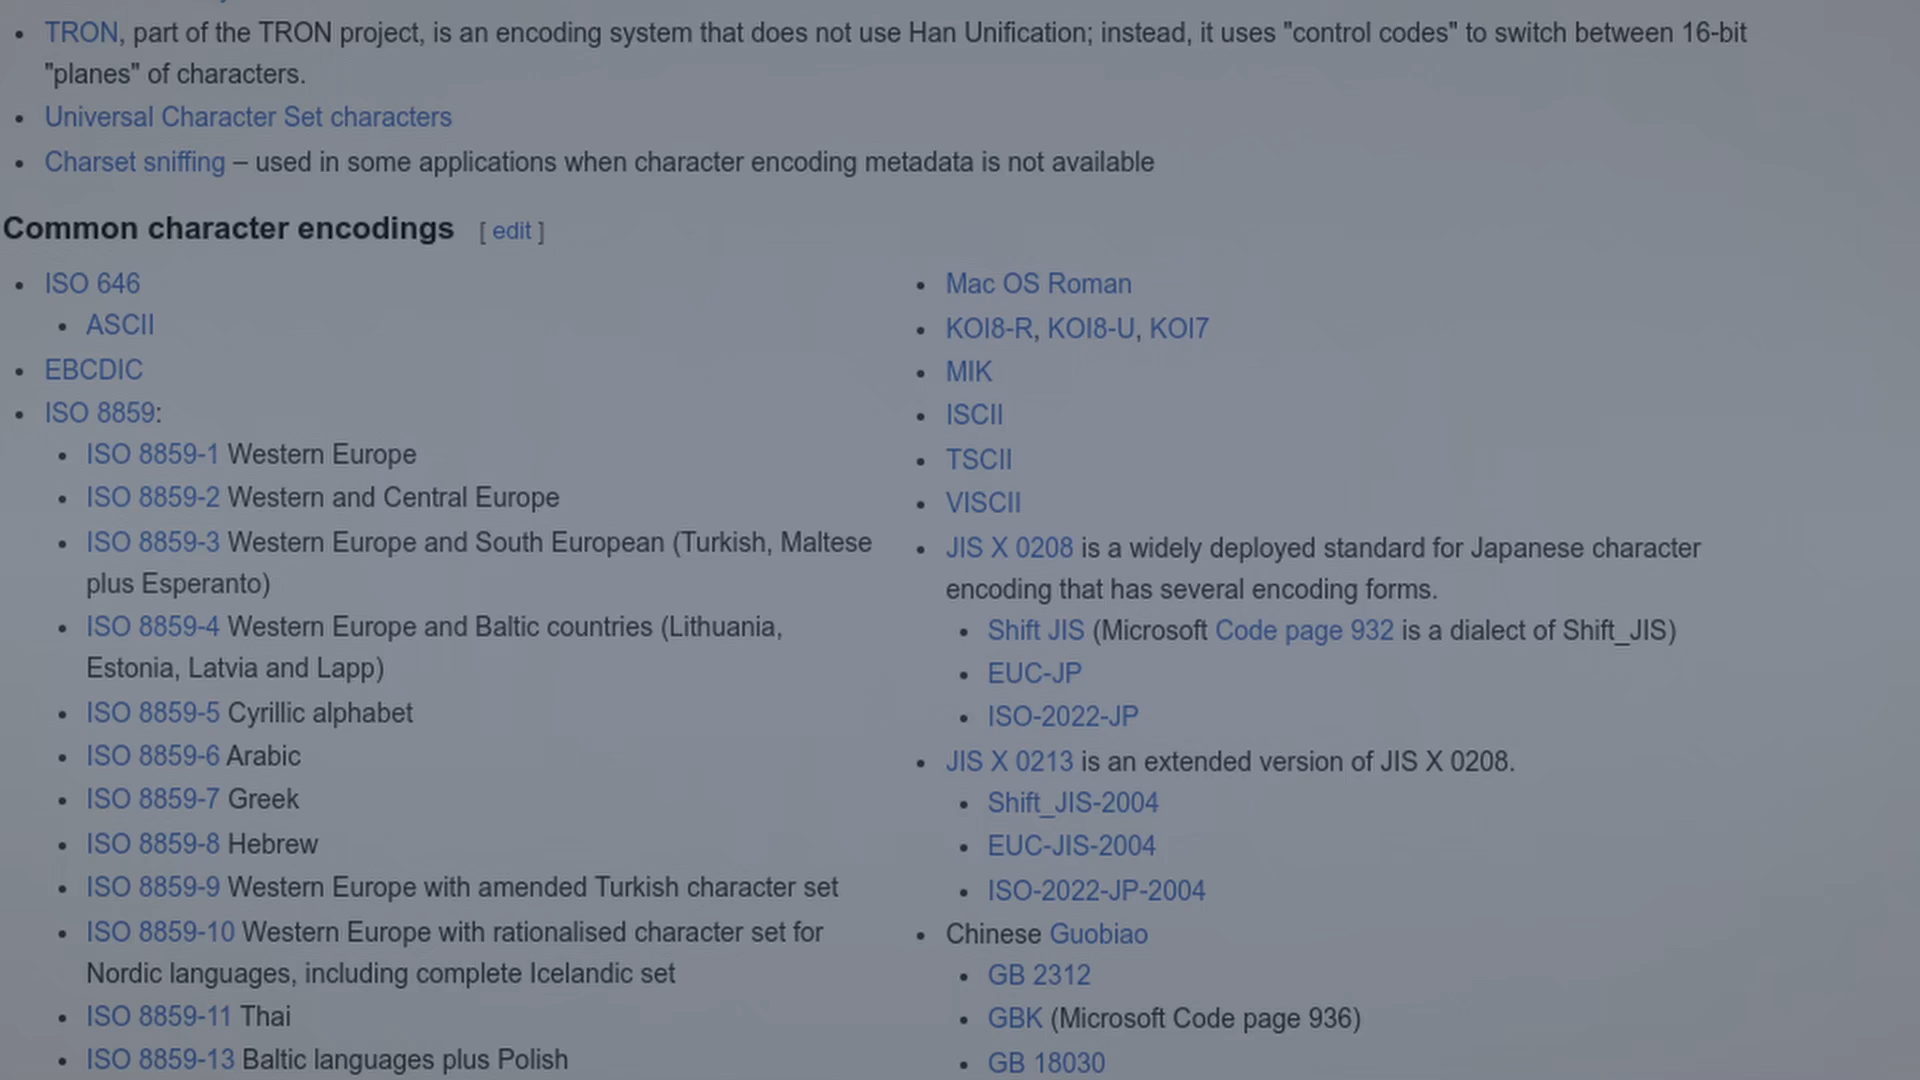 TRON, part of the TRON project, is an encoding system that does not use Han Unification; instead, it uses "control codes" to switch between 16-bit
"planes" of characters.
Universal Character Set characters
Charset sniffing – used in some applications when character encoding metadata is not available
Common character encodings [ edit ]
ISO 646
ASCII
EBCDIC
ISO 8859:
ISO 8859-1 Western Europe
ISO 8859-2 Western and Central Europe
ISO 8859-3 Western Europe and South European (Turkish, Maltese
plus Esperanto)
ISO 8859-4 Western Europe and Baltic countries (Lithuania,
Estonia, Latvia and Lapp)
ISO 8859-5 Cyrillic alphabet
ISO 8859-6 Arabic
ISO 8859-7 Greek
ISO 8859-8 Hebrew
ISO 8859-9 Western Europe with amended Turkish character set
ISO 8859-10 Western Europe with rationalised character set for
Nordic languages, including complete Icelandic set
ISO 8859-11 Thai
ISO 8859-13 Baltic languages plus Polish
Mac OS Roman
KOI8-R, KOI8-U, KOI7
MIK
ISCII
TSCII
VISCII
JIS X 0208 is a widely deployed standard for Japanese character
encoding that has several encoding forms.
Shift JIS (Microsoft Code page 932 is a dialect of Shift_JIS)
EUC-JP
ISO-2022-JP
JIS X 0213 is an extended version of JIS X 0208.
Shift_JIS-2004
EUC-JIS-2004
ISO-2022-JP-2004
Chinese Guobiao
GB 2312
GBK (Microsoft Code page 936)
GB 18030